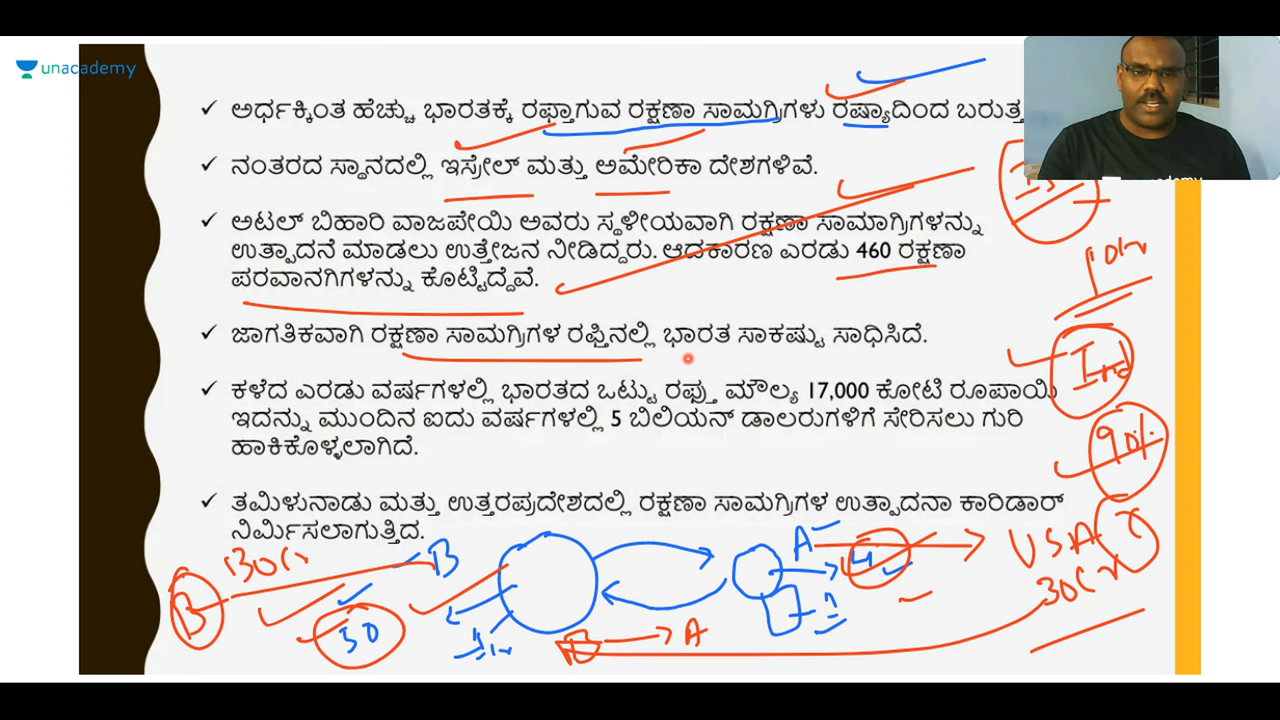 unacademy
ಅರ್ಧಕ್ಕಿಂತ ಹೆಚ್ಚು ಭಾರತಕ್ಕೆ ರಫ್ತಾಗುವ ರಕ್ಷಣಾ ಸಾಮಗ್ರಿಗಳು ರಷ್ಯಾದಿಂದ ಬರುತ್ತ
ನಂತರದ ಸ್ಥಾನದಲ್ಲಿ ಇಸ್ರೇಲ್ ಮತ್ತು ಅಮೇರಿಕಾ ದೇಶಗಳಿವೆ.
ಅಟಲ್ ಬಿಹಾರಿ ವಾಜಪೇಯಿ ಅವರು ಸ್ಥಳೀಯವಾಗಿ ರಕ್ಷಣಾ ಸಾಮಾಗ್ರಿಗಳನ್ನು
ಉತ್ಪಾದನೆ ಮಾಡಲು ಉತ್ತೇಜನ ನೀಡಿದ್ದರು. ಆದಕಾರಣ ಎರಡು 460 ರಕ್ಷಣಾ
ಪರವಾನಗಿಗಳನ್ನು ಕೊಟ್ಟಿದ್ದೆವೆ.
ಜಾಗತಿಕವಾಗಿ ರಕ್ಷಣಾ ಸಾಮಗ್ರಿಗಳ ರಫ್ತಿನಲ್ಲಿ ಭಾರತ ಸಾಕಷ್ಟು ಸಾಧಿಸಿದೆ.
ಕಳೆದ ಎರಡು ವರ್ಷಗಳಲ್ಲಿ ಭಾರತದ ಒಟ್ಟು ರಫ್ತು ಮೌಲ್ಯ 17,000 ಕೋಟಿ ರೂಪಾಯಿ
ಇದನ್ನು ಮುಂದಿನ ಐದು ವರ್ಷಗಳಲ್ಲಿ 5 ಬಿಲಿಯನ್ ಡಾಲರುಗಳಿಗೆ ಸೇರಿಸಲು ಗುರಿ
ಹಾಕಿಕೊಳ್ಳಲಾಗಿದೆ.
ತಮಿಳುನಾಡು ಮತ್ತು ಉತ್ತರಪ್ರದೇಶದಲ್ಲಿ ರಕ್ಷಣಾ ಸಾಮಗ್ರಿಗಳ ಉತ್ಪಾದನಾ ಕಾರಿಡಾರ್
ನಿರ್ಮಿಸಲಾಗುತ್ತಿದೆ.
Ind
90%
B B A USA
30
B A